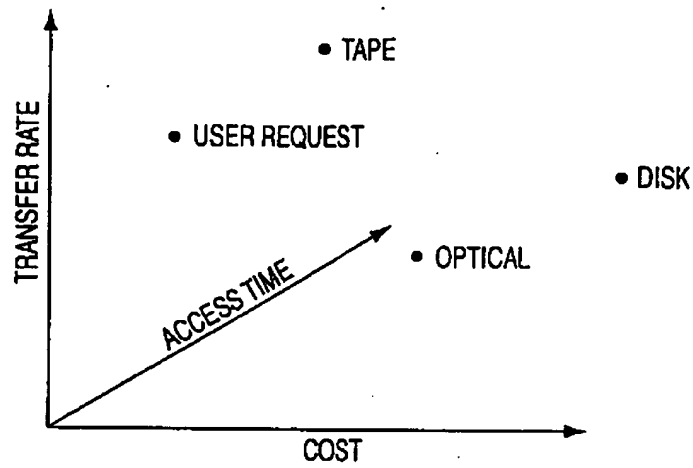 TAPE
USER REQUEST
DISK
OPTICAL
TRANSFER RATE
ACCESS TIME
COST